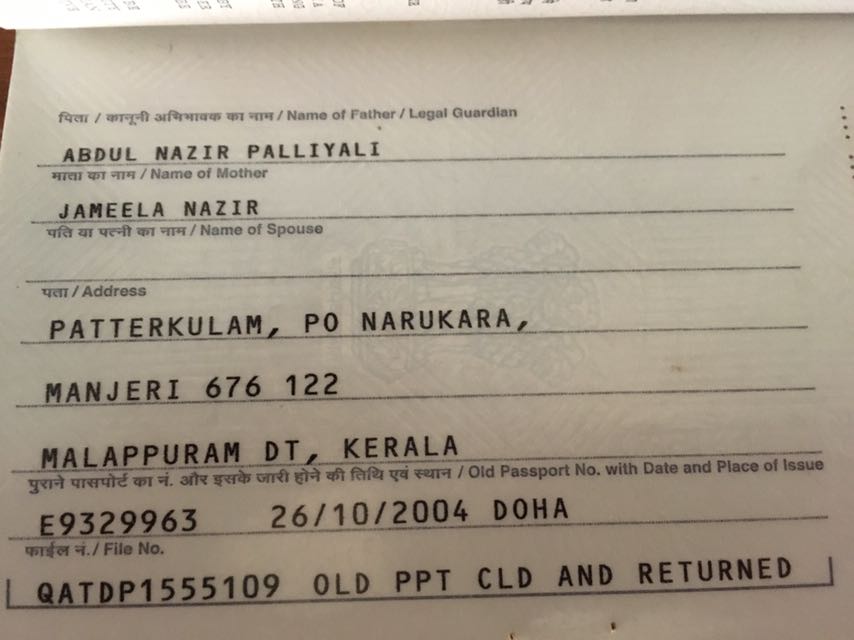 पिता / कानूनी अभिभावक का नाम / Name of Father / Legal Guardian
ABDUL NAZIR PALLIYALI
माता का नाम / Name of Mother
JAMEELA NAZIR
पति या पत्नी का नाम / Name of Spouse
पता / Address
PATTERKULAM, PO NARUKARA,
MANJERI 676 122
MALAPPURAM DT, KERALA
पुराने पासपोर्ट का नं. और इसके जारी होने की तिथि एवं स्थान / Old Passport No. with Date and Place of Issue
E9329963 26/10/2004 DOHA
फाईल नं./ File No.
QATDP1555109 OLD PPT CLD AND RETURNED